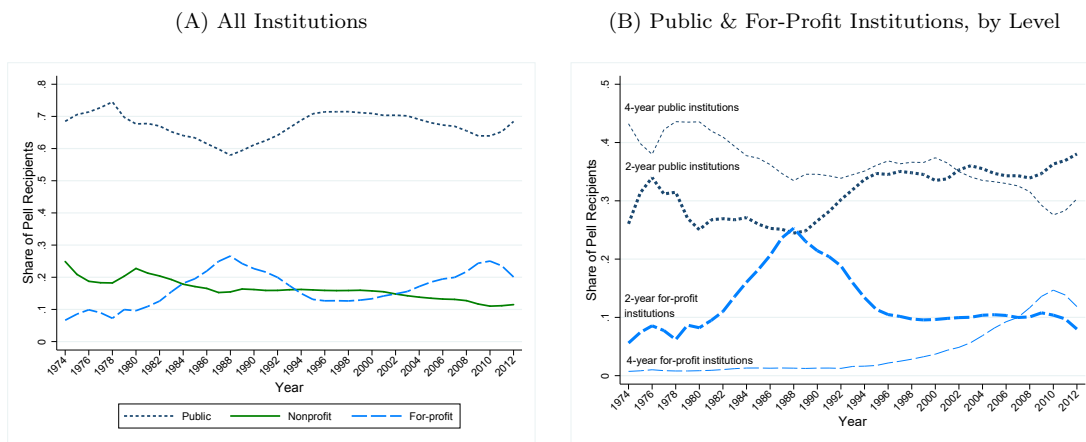 (A) All Institutions
Share of Pell Recipients
.8
.7
.6
.5
.4
.3
.2
.1
0
1974 1976 1978 1980 1982 1984 1986 1988 1990 1992 1994 1996 1998 2000 2002 2004 2006 2008 2010 2012
Year
Public Nonprofit For-profit
(B) Public & For-Profit Institutions, by Level
Share of Pell Recipients
.5
.4
.3
.2
.1
0
4-year public institutions
2-year public institutions
2-year for-profit
institutions
4-year for-profit institutions
1974 1976 1978 1980 1982 1984 1986 1988 1990 1992 1994 1996 1998 2000 2002 2004 2006 2008 2010 2012
Year